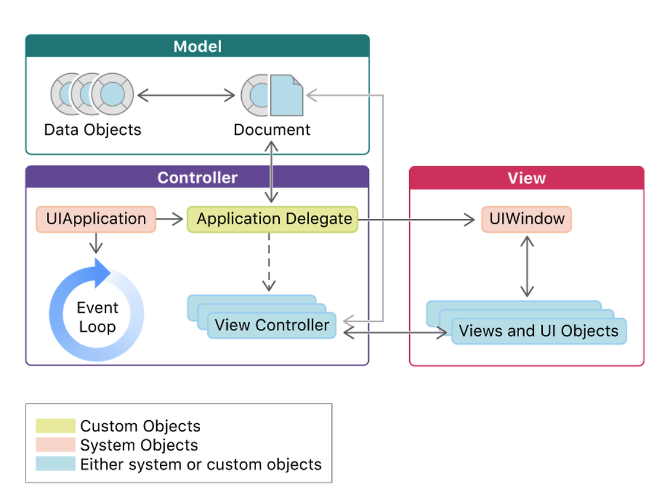 Model
Data Objects
Document
Controller
View
UIApplication
Application Delegate
UIWindow
Event
Loop
View Controller
Views and UI Objects
Custom Objects
System Objects
Either system or custom objects